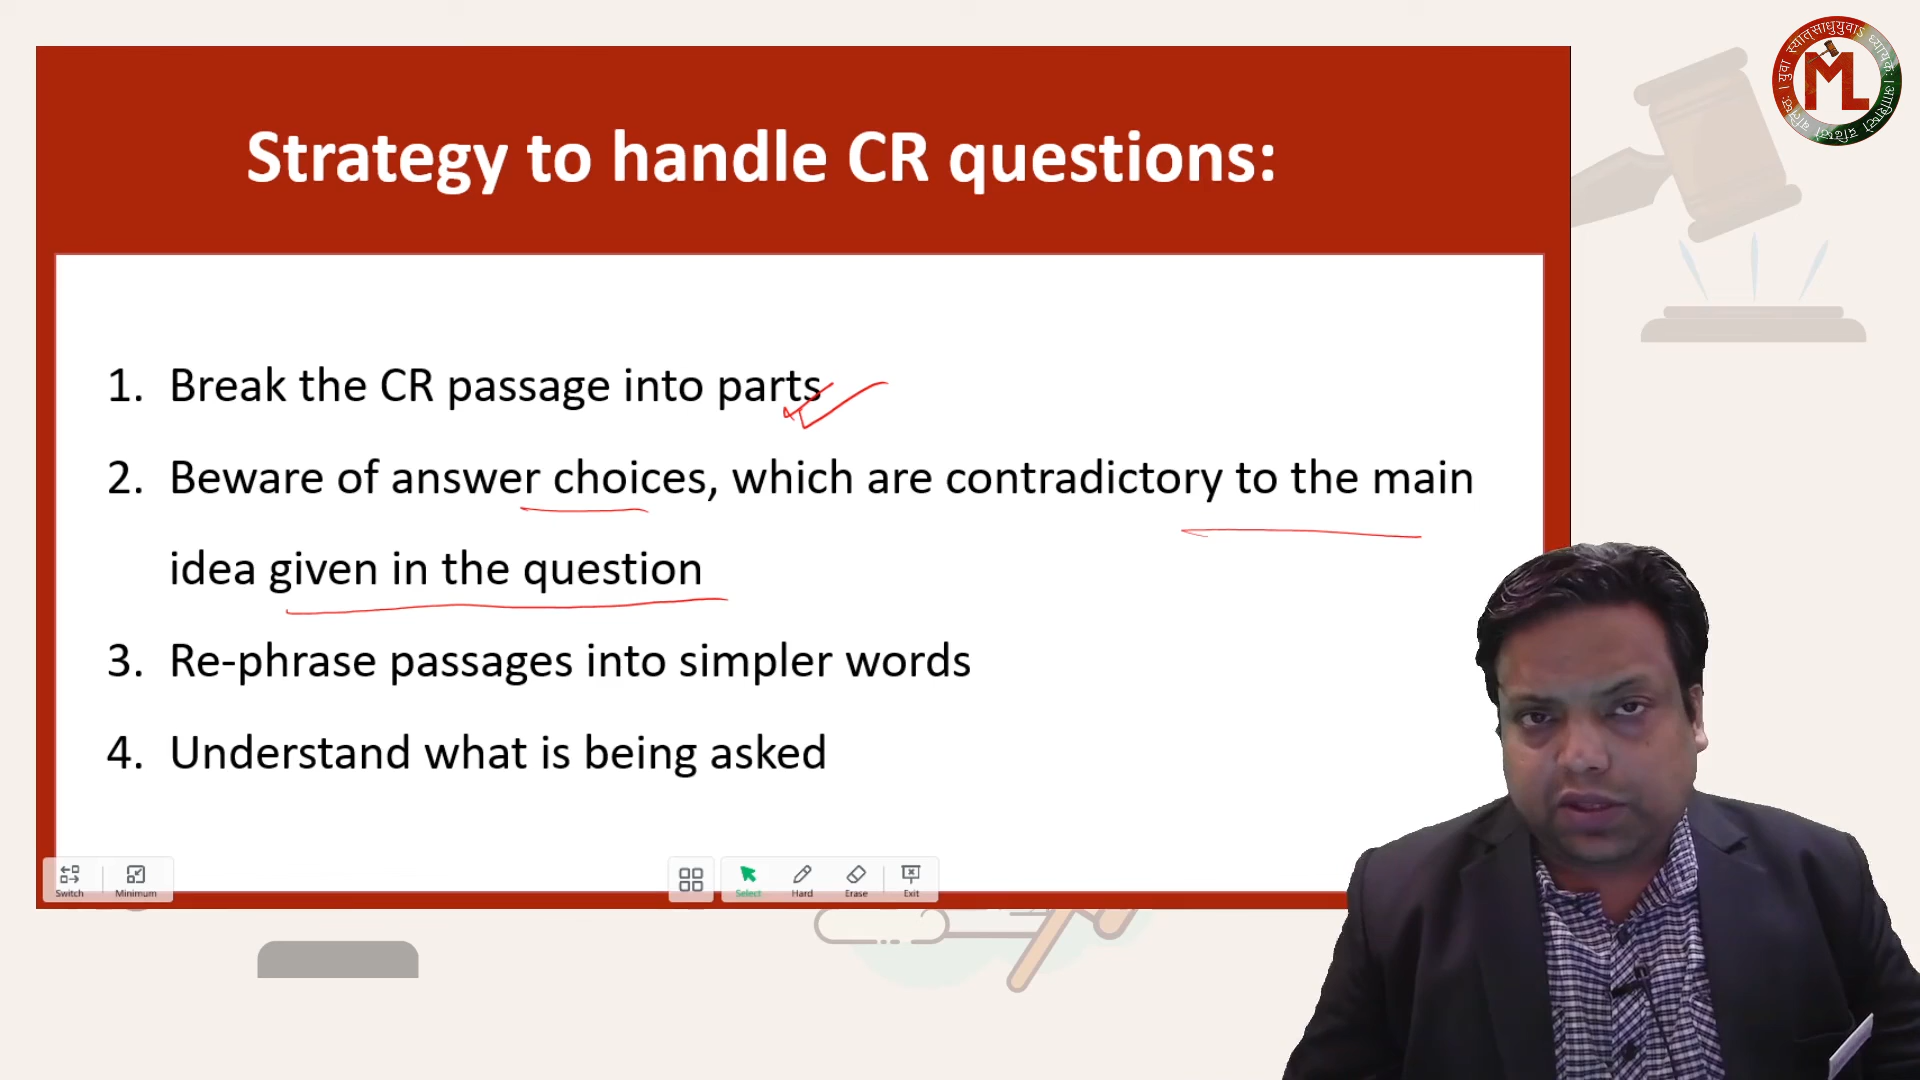 Strategy to handle CR questions:
1. Break the CR passage into parts
2. Beware of answer choices, which are contradictory to the main
idea given in the question
3. Re-phrase passages into simpler words
4. Understand what is being asked
Switch
Minimum
Select
Hard
Erase
Exit
ML